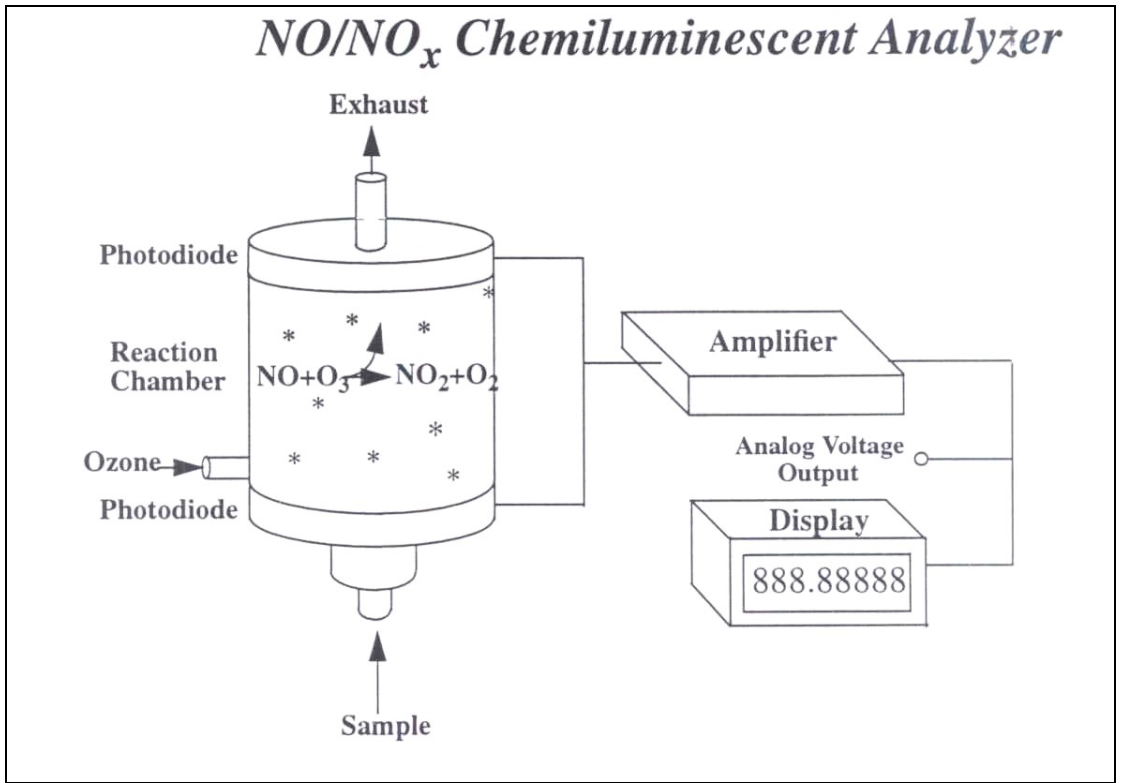 NO/NOx Chemiluminescent Analyzer
Exhaust
Photodiode
Reaction
Chamber
NO+O3
NO2+O2
Ozone
Photodiode
Sample
Amplifier
Analog Voltage
Output
Display
888.88888